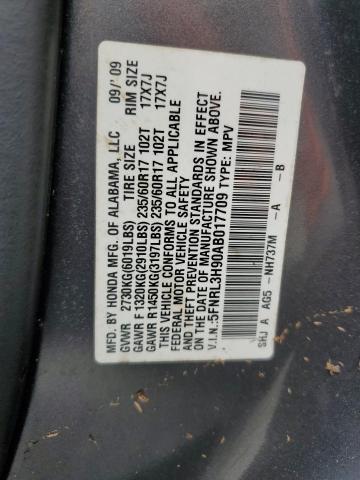 MFD. BY HONDA MFG. OF ALABAMA, LLC 09/'09
GVWR 2730KG(6019LBS) TIRE SIZE RIM SIZE
GAWR F 1320KG(2910LBS) 235/60R17 102T 17X7J
GAWR R 1450KG(3197LBS) 235/60R17 102T 17X7J
THIS VEHICLE CONFORMS TO ALL APPLICABLE
FEDERAL MOTOR VEHICLE SAFETY
AND THEFT PREVENTION STANDARDS IN EFFECT
ON THE DATE OF MANUFACTURE SHOWN ABOVE.
V.I.N.:5FNRL3H90AB017709 TYPE: MPV
SHJ A AG5 NH737M -A -B